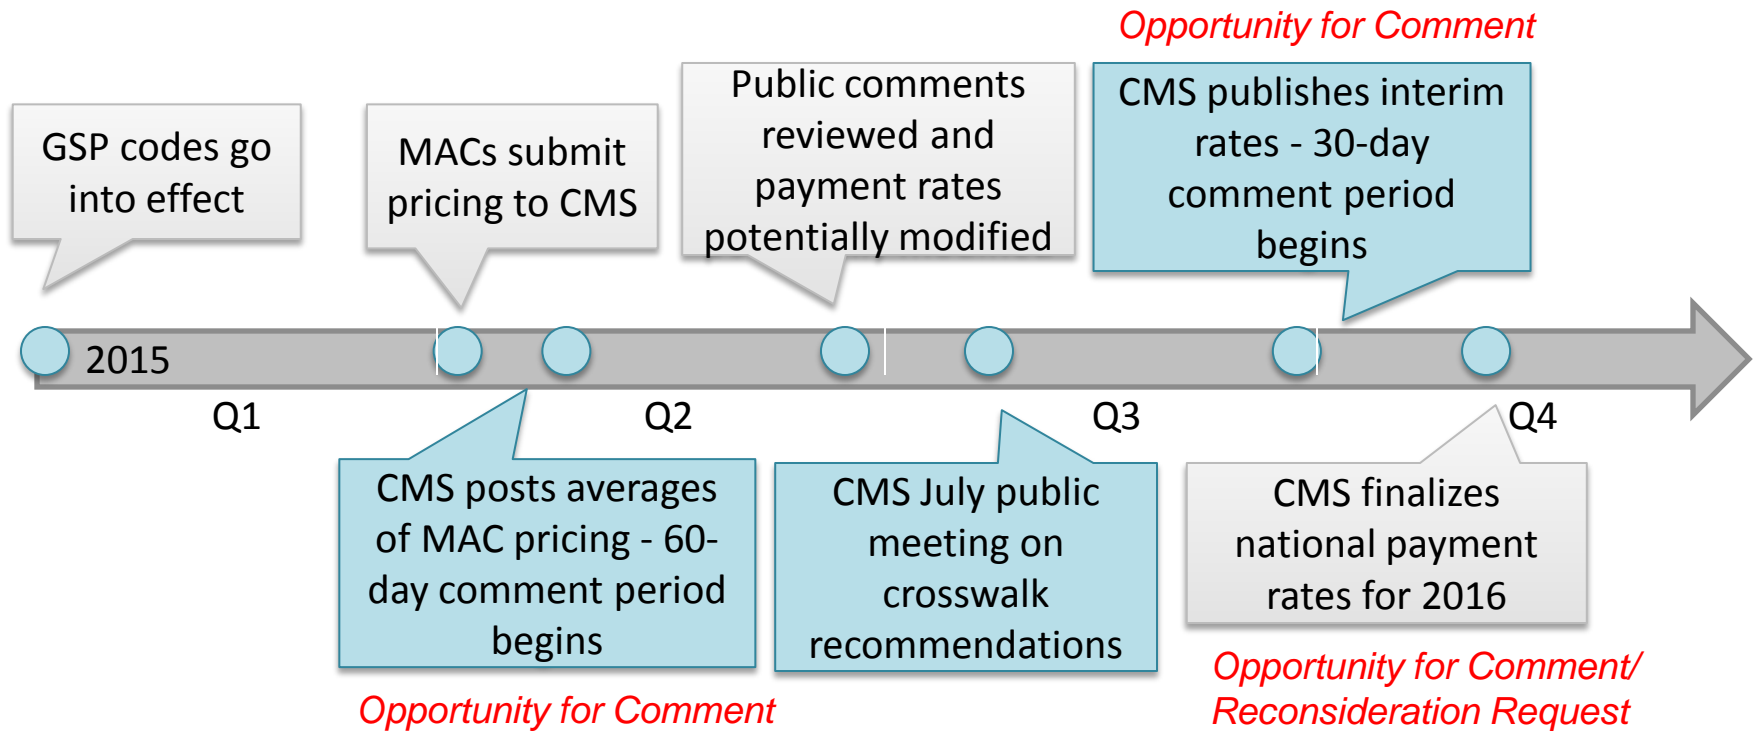 Opportunity for Comment
GSP codes go
into effect
MACs submit
pricing to CMS
Public comments
reviewed and
payment rates
potentially modified
CMS publishes interim
rates - 30-day
comment period
begins
2015
Q1
Q2
Q3
Q4
CMS posts averages
of MAC pricing - 60-
day comment period
begins
CMS July public
meeting on
crosswalk
recommendations
CMS finalizes
national payment
rates for 2016
Opportunity for Comment
Opportunity for Comment/
Reconsideration Request